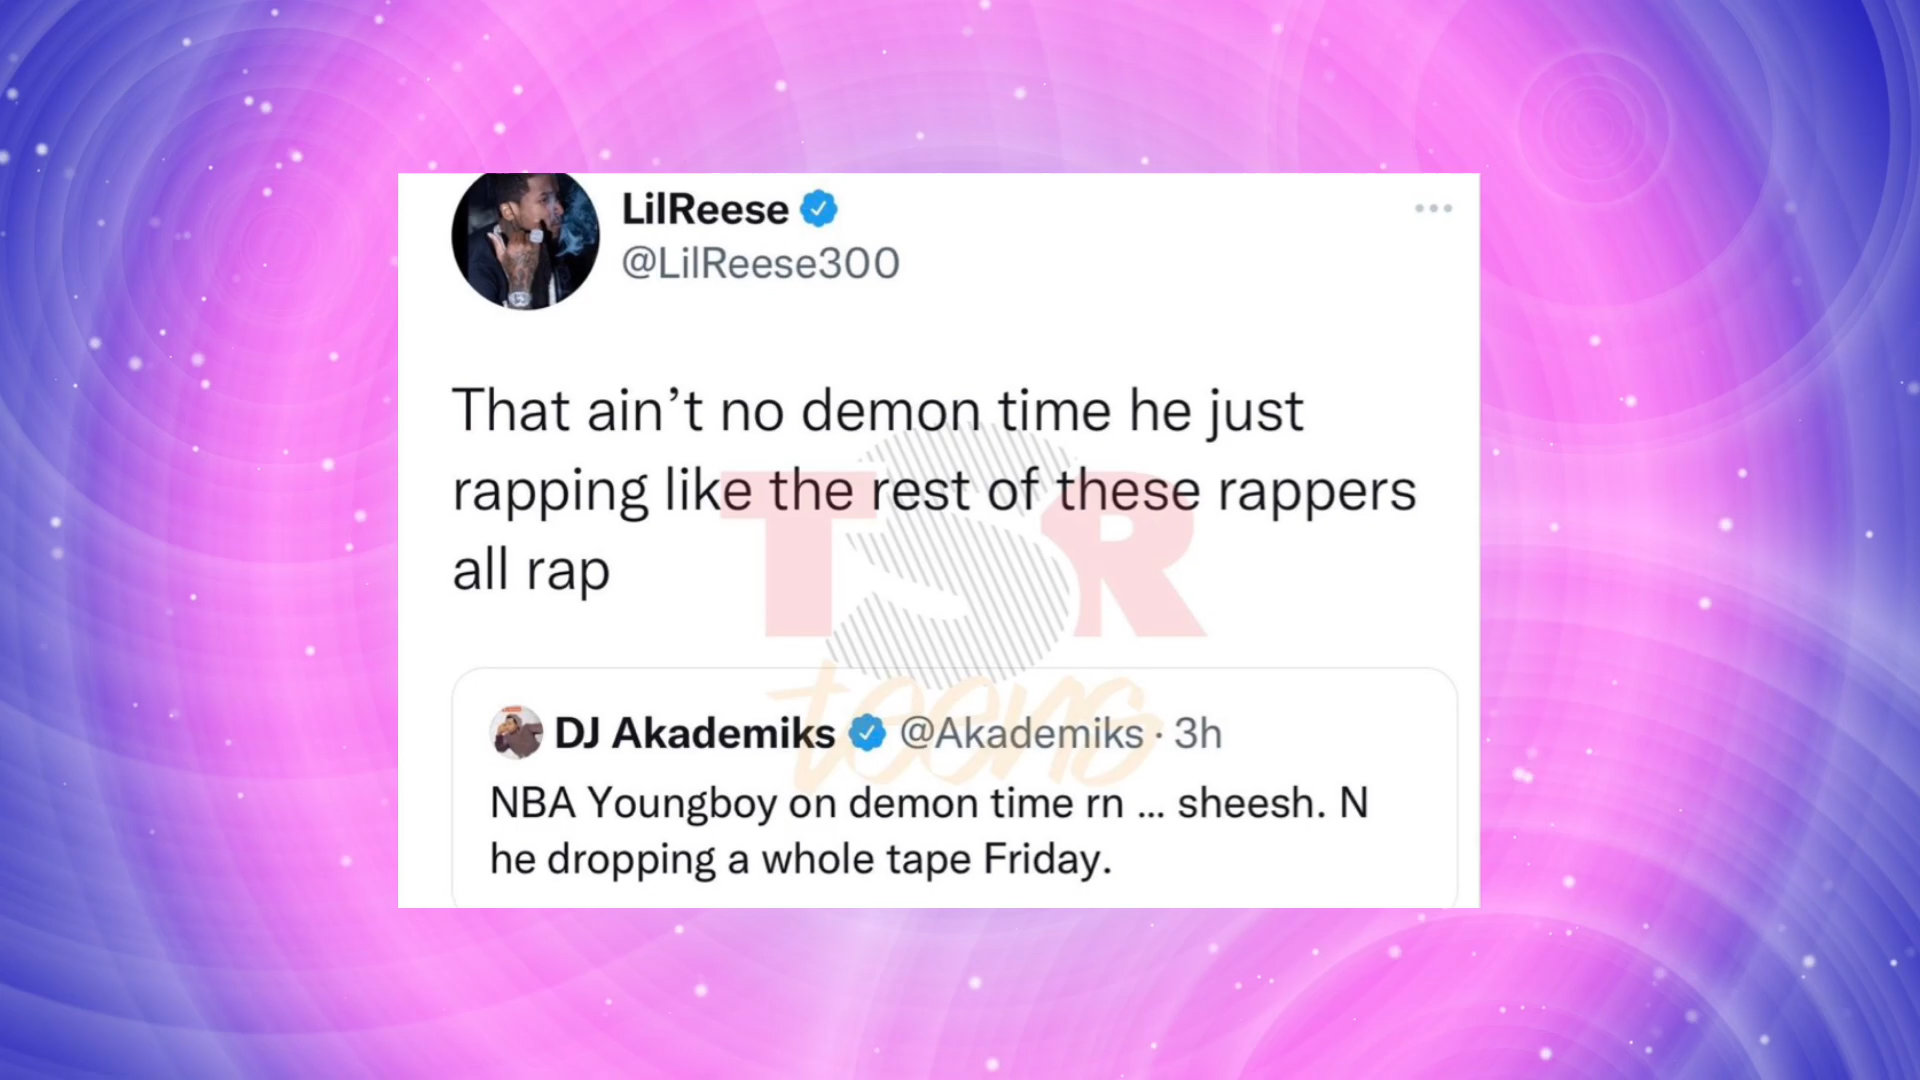 LilReese
@LilReese300
That ain’t no demon time he just
rapping like the rest of these rappers
all rap
TSR
teens
DJ Akademiks @Akademiks · 3h
NBA Youngboy on demon time rn ... sheesh. N
he dropping a whole tape Friday.